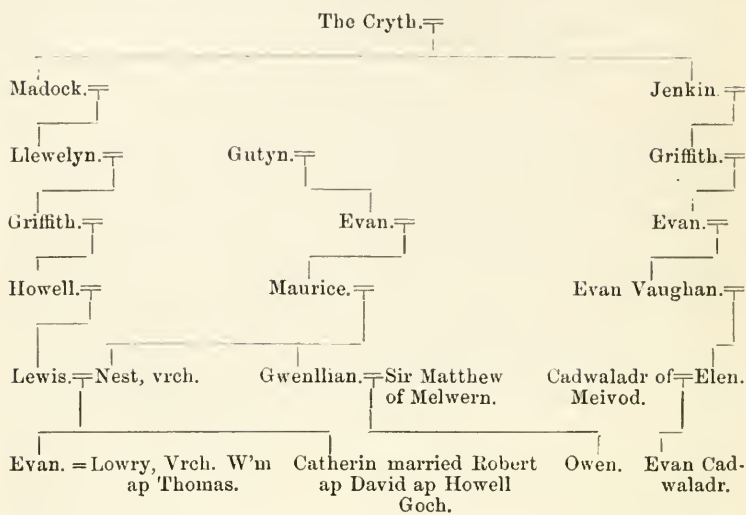 The Cryth.
Madock. Jenkin.
Llewelyn. Gutyn. Griffith.
Griffith. Evan. Evan.
Howell. Maurice. Evan Vaughan.
Lewis. Nest, vrch. Gwenllian. Sir Matthew Cadwaladr of Elen.
of Melwern. Meivod.
Evan. = Lowry, Vrch. W'm Catherin married Robert Owen. Evan Cad-
ap Thomas. ap David ap Howell waladr.
Goch.